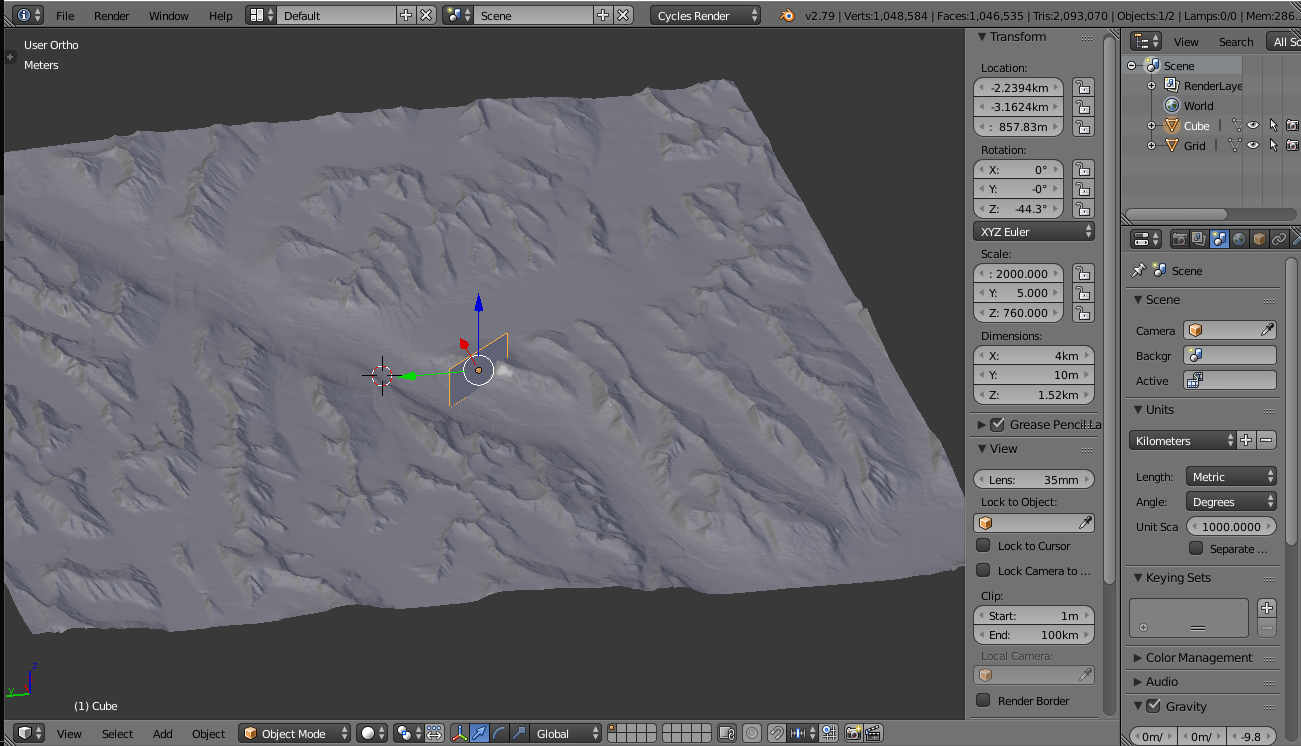 File Render Window Help Default Scene Cycles Render v2.79 | Verts:1,048,584 | Faces:1,046,535 | Tris:2,093,070 | Objects:1/2 | Lamps:0/0 | Mem:286..
User Ortho
Meters
(1) Cube
z
y
View Select Add Object Object Mode Global
Transform
Location:
-2.2394km
-3.1624km
: 857.83m
Rotation:
X: 0°
Y: -0°
Z: -44.3°
XYZ Euler
Scale:
: 2000.000
Y: 5.000
Z: 760.000
Dimensions:
X: 4km
Y: 10m
Z: 1.52km
Grease Pencil La
View
Lens: 35mm
Lock to Object:
Lock to Cursor
Lock Camera to ...
Clip:
Start: 1m
End: 100km
Local Camera:
Render Border
View Search All Sc
Scene
RenderLaye
World
Cube
Grid
Scene
Scene
Camera
Backgr
Active
Units
Kilometers
Length: Metric
Angle: Degrees
Unit Sca 1000.0000
Separate ...
Keying Sets
Color Management
Audio
Gravity
0m/ 0m/ -9.8